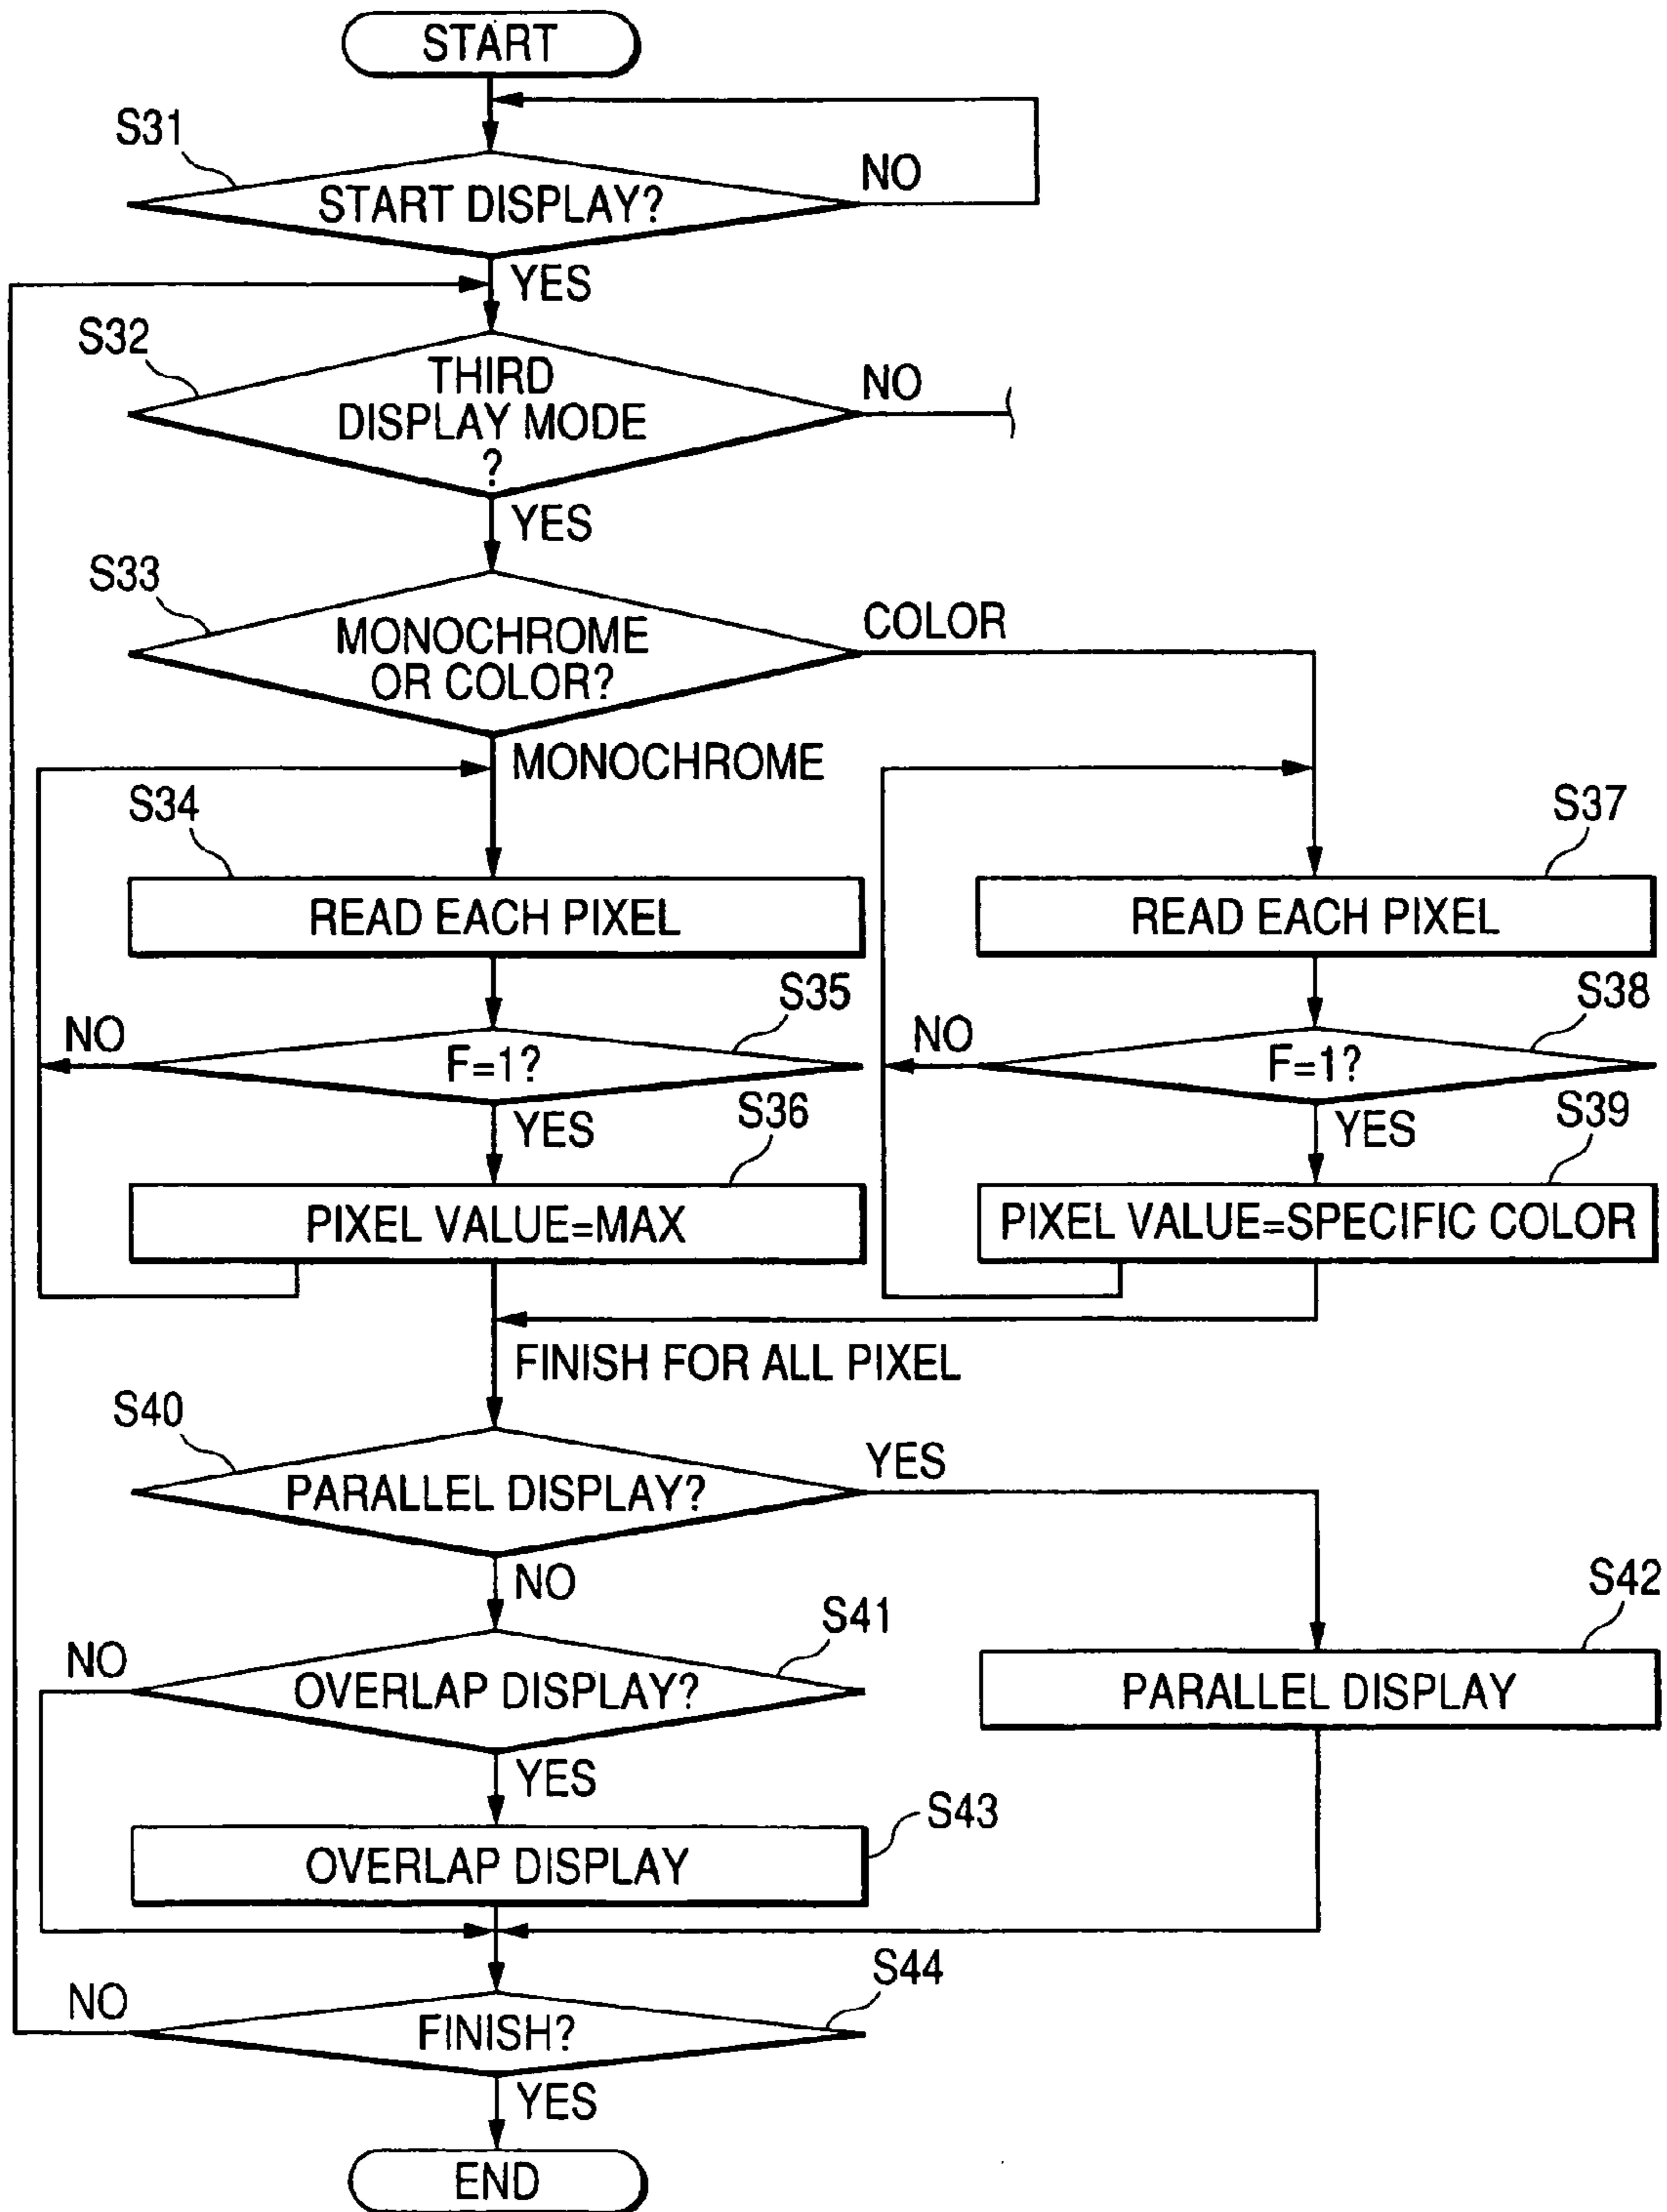 START
S31
START DISPLAY?
NO
YES
S32
THIRD
DISPLAY MODE
?
NO
YES
S33
MONOCHROME
OR COLOR?
COLOR
MONOCHROME
S34
READ EACH PIXEL
S37
READ EACH PIXEL
S35
NO
F=1?
YES
S38
NO
F=1?
YES
S36
PIXEL VALUE=MAX
S39
PIXEL VALUE=SPECIFIC COLOR
FINISH FOR ALL PIXEL
S40
PARALLEL DISPLAY?
YES
NO
S41
NO
OVERLAP DISPLAY?
YES
S42
PARALLEL DISPLAY
S43
OVERLAP DISPLAY
S44
NO
FINISH?
YES
END